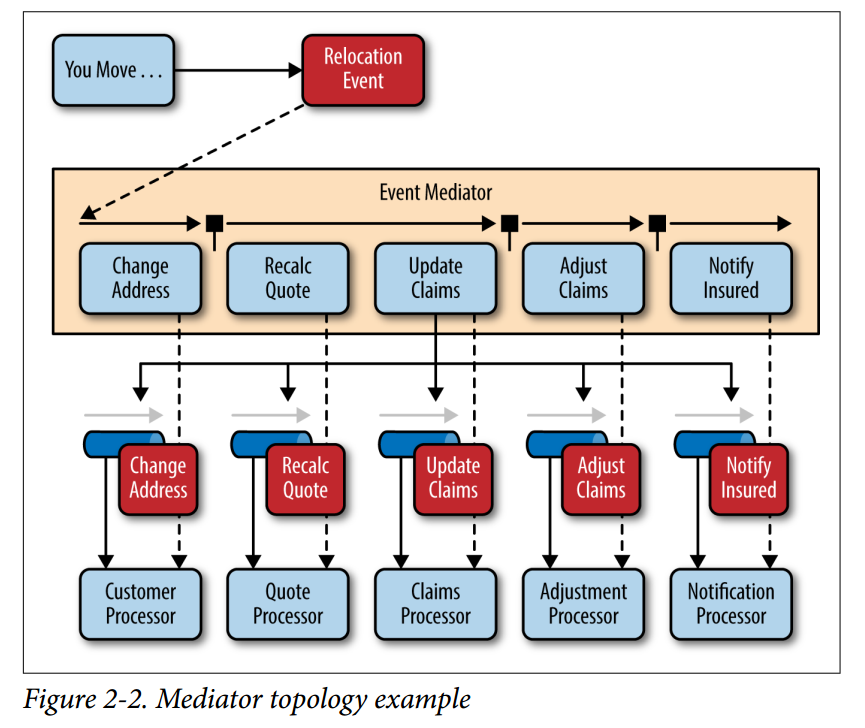 You Move . . .
Relocation
Event
Event Mediator
Change
Address
Recalc
Quote
Update
Claims
Adjust
Claims
Notify
Insured
Change
Address
Recalc
Quote
Update
Claims
Adjust
Claims
Notify
Insured
Customer
Processor
Quote
Processor
Claims
Processor
Adjustment
Processor
Notification
Processor
Figure 2-2. Mediator topology example